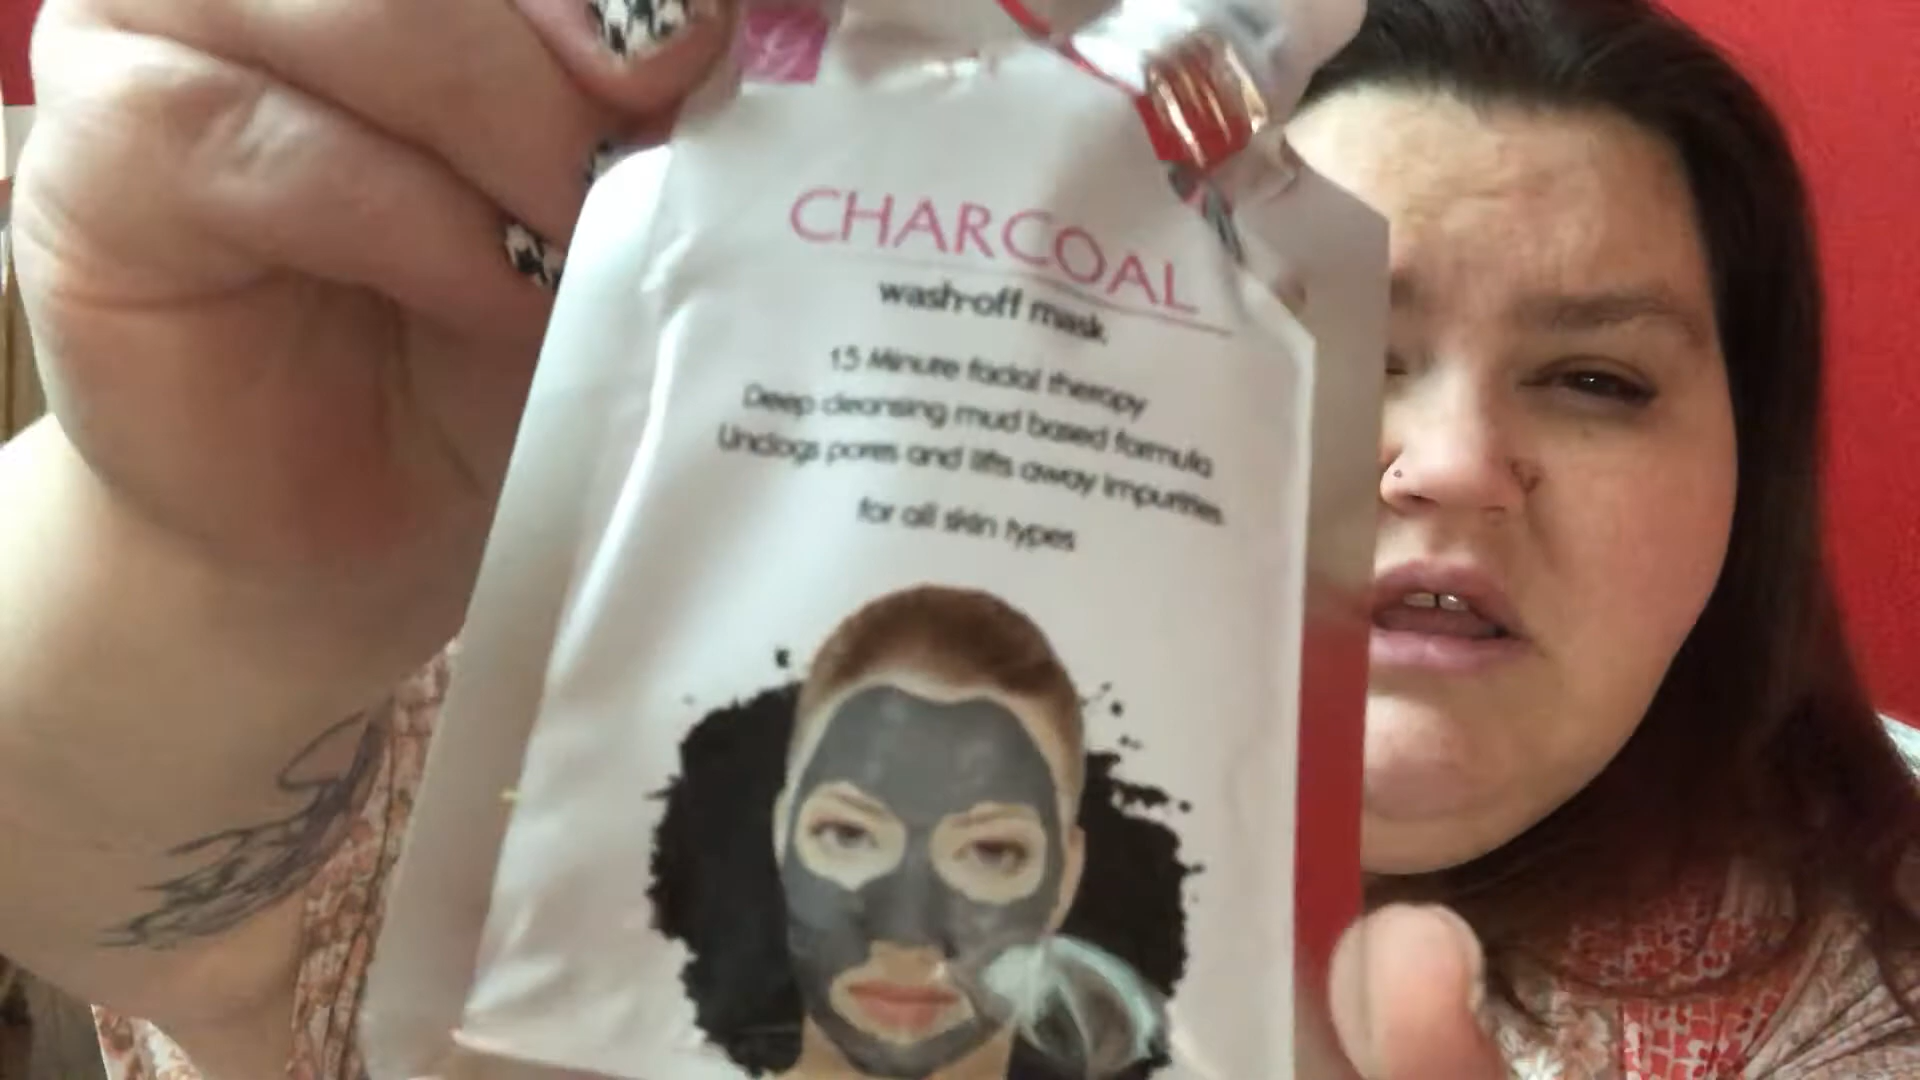 CHARCOAL
wash-off mask
15 Minute facial therapy
Deep cleansing mud based formula
Unclogs pores and lifts away impurities
for all skin types